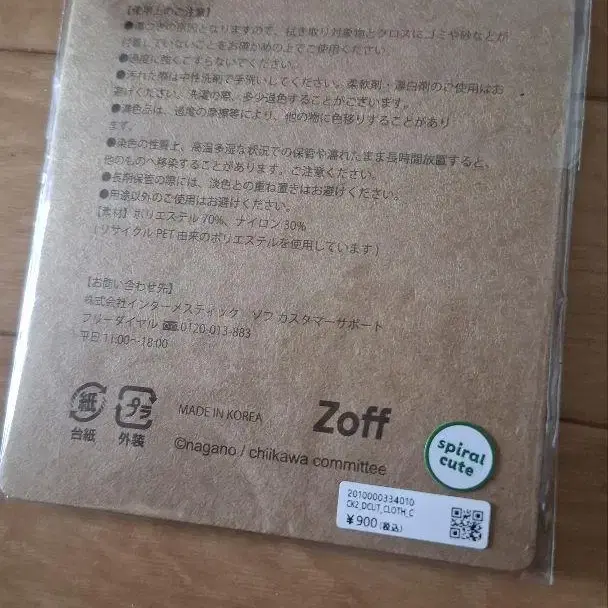 【使用上のご注意】
●傷つきの原因となりますので、拭き取り対象物とクロスにゴミや砂などが
付着していないことをお確かめの上でご使用ください。
●過度に強くこすらないでください。
●汚れた際は中性洗剤で手洗いしてください。柔軟剤・漂白剤のご使用はお
避けください。洗濯の際、多少退色することがございます。
●濃色品は、過度の摩擦等により、他の物に色移りすることがあり
ます。
●染色の性質上、高温多湿な状況での保管や濡れたまま長時間放置すると、
他のものへ移染することがあります。ご注意ください。
●長期保管の際には、淡色との重ね置きはお避けください。
●用途以外のご使用はお避けください。
【素材】ポリエステル70%、ナイロン30%
(リサイクルPET由来のポリエステルを使用しています)
【お問い合わせ先】
株式会社インターメスティック ゾフ カスタマーサポート
フリーダイヤル 0120-013-883
平日11:00～18:00
紙
台紙
プラ
外装
MADE IN KOREA
Zoff
©nagano / chiikawa committee
spiral
cute
2010000334010
CK2_DCUT_CLOTH_C
¥900(税込)